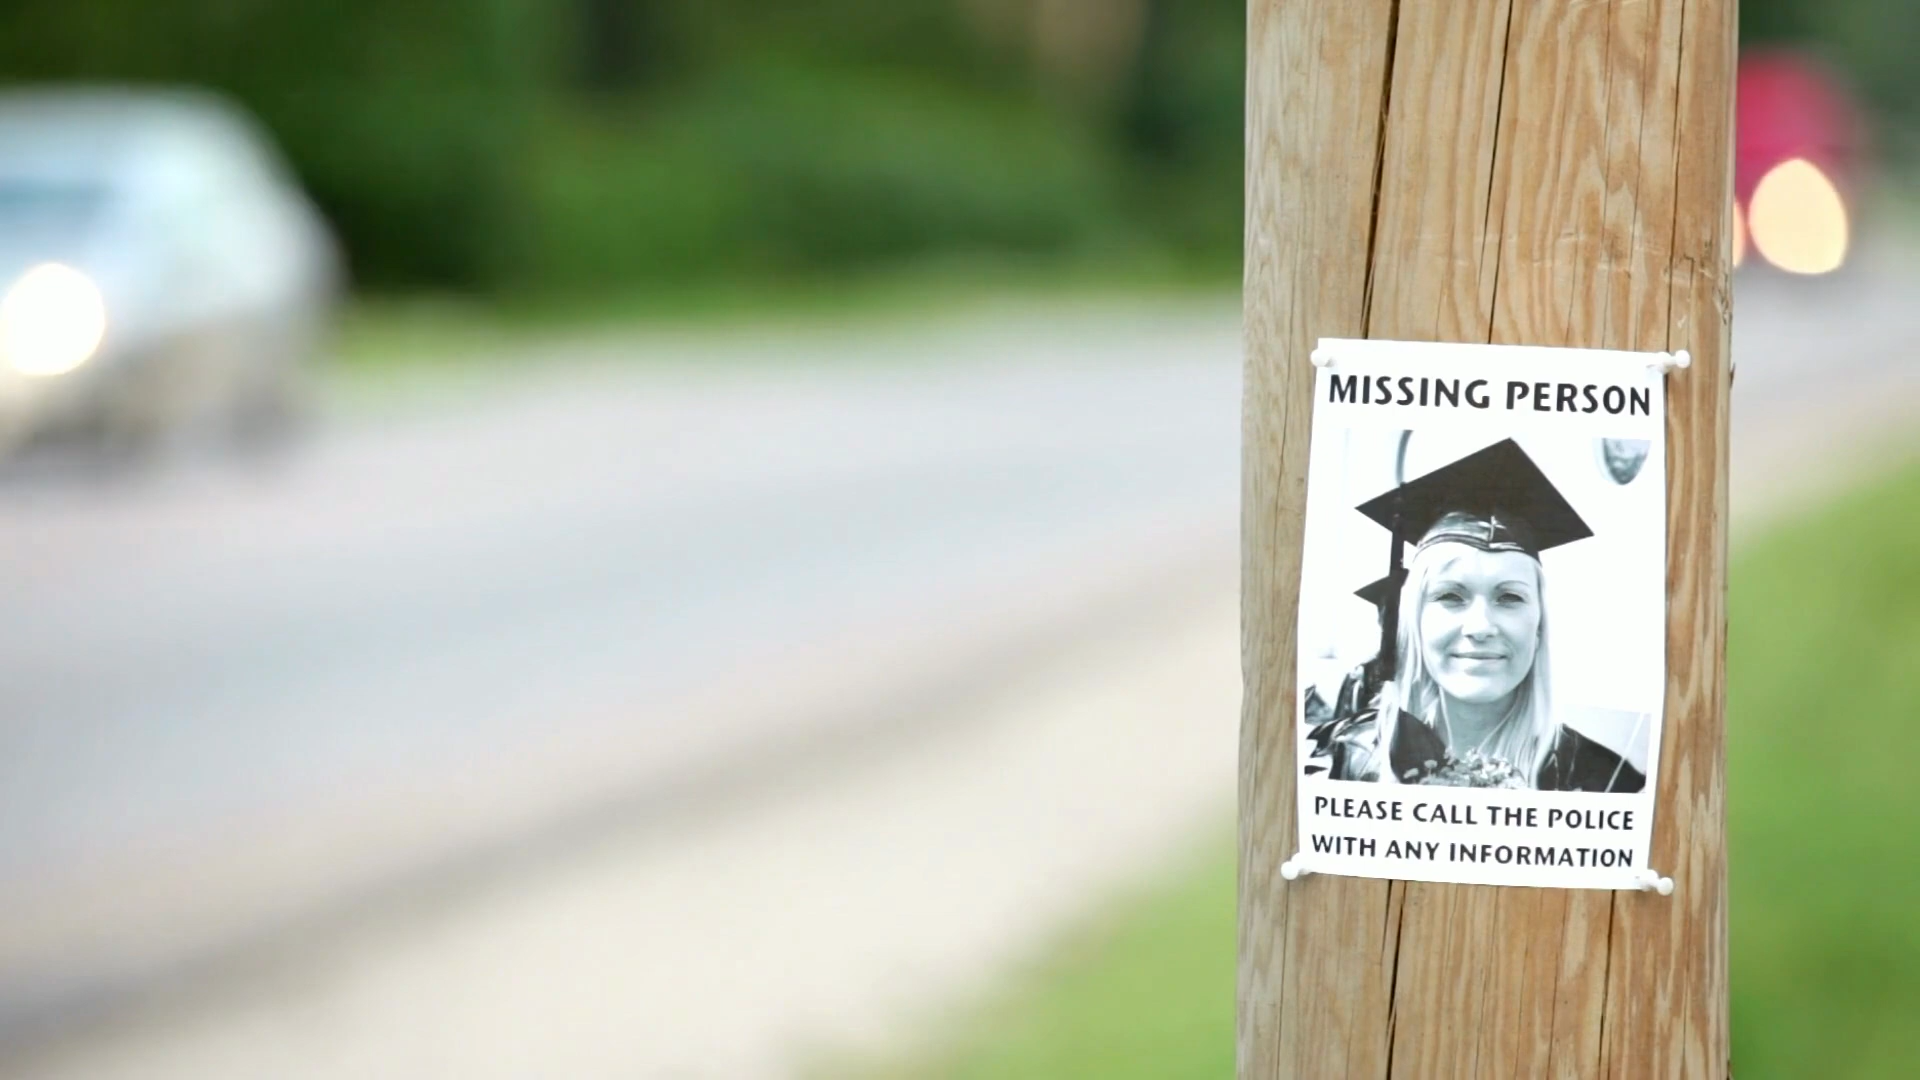 MISSING PERSON
PLEASE CALL THE POLICE
WITH ANY INFORMATION